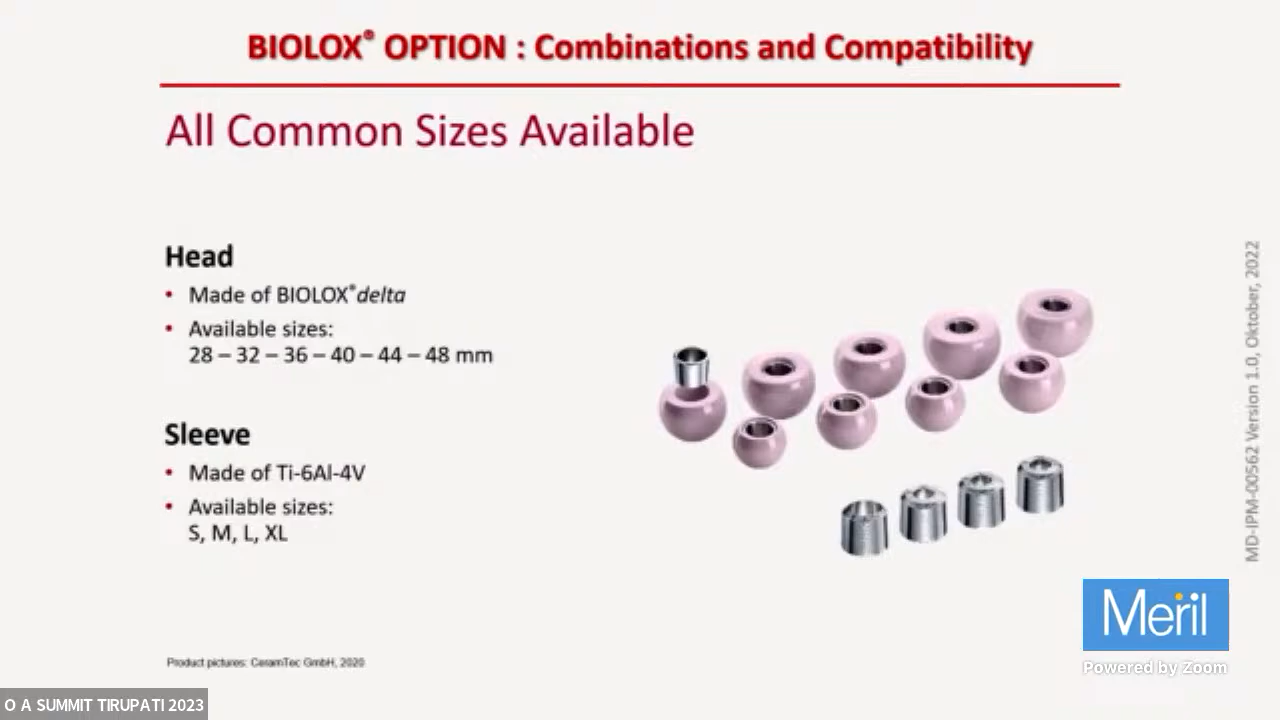 BIOLOX® OPTION : Combinations and Compatibility
All Common Sizes Available
Head
• Made of BIOLOX®delta
• Available sizes:
28 – 32 – 36 – 40 – 44 – 48 mm
Sleeve
• Made of Ti-6Al-4V
• Available sizes:
S, M, L, XL
MD-IPM-00562 Version 1.0, Oktober, 2022
Meril
Powered by Zoom
Product pictures: CeramTec GmbH, 2020
O A SUMMIT TIRUPATI 2023